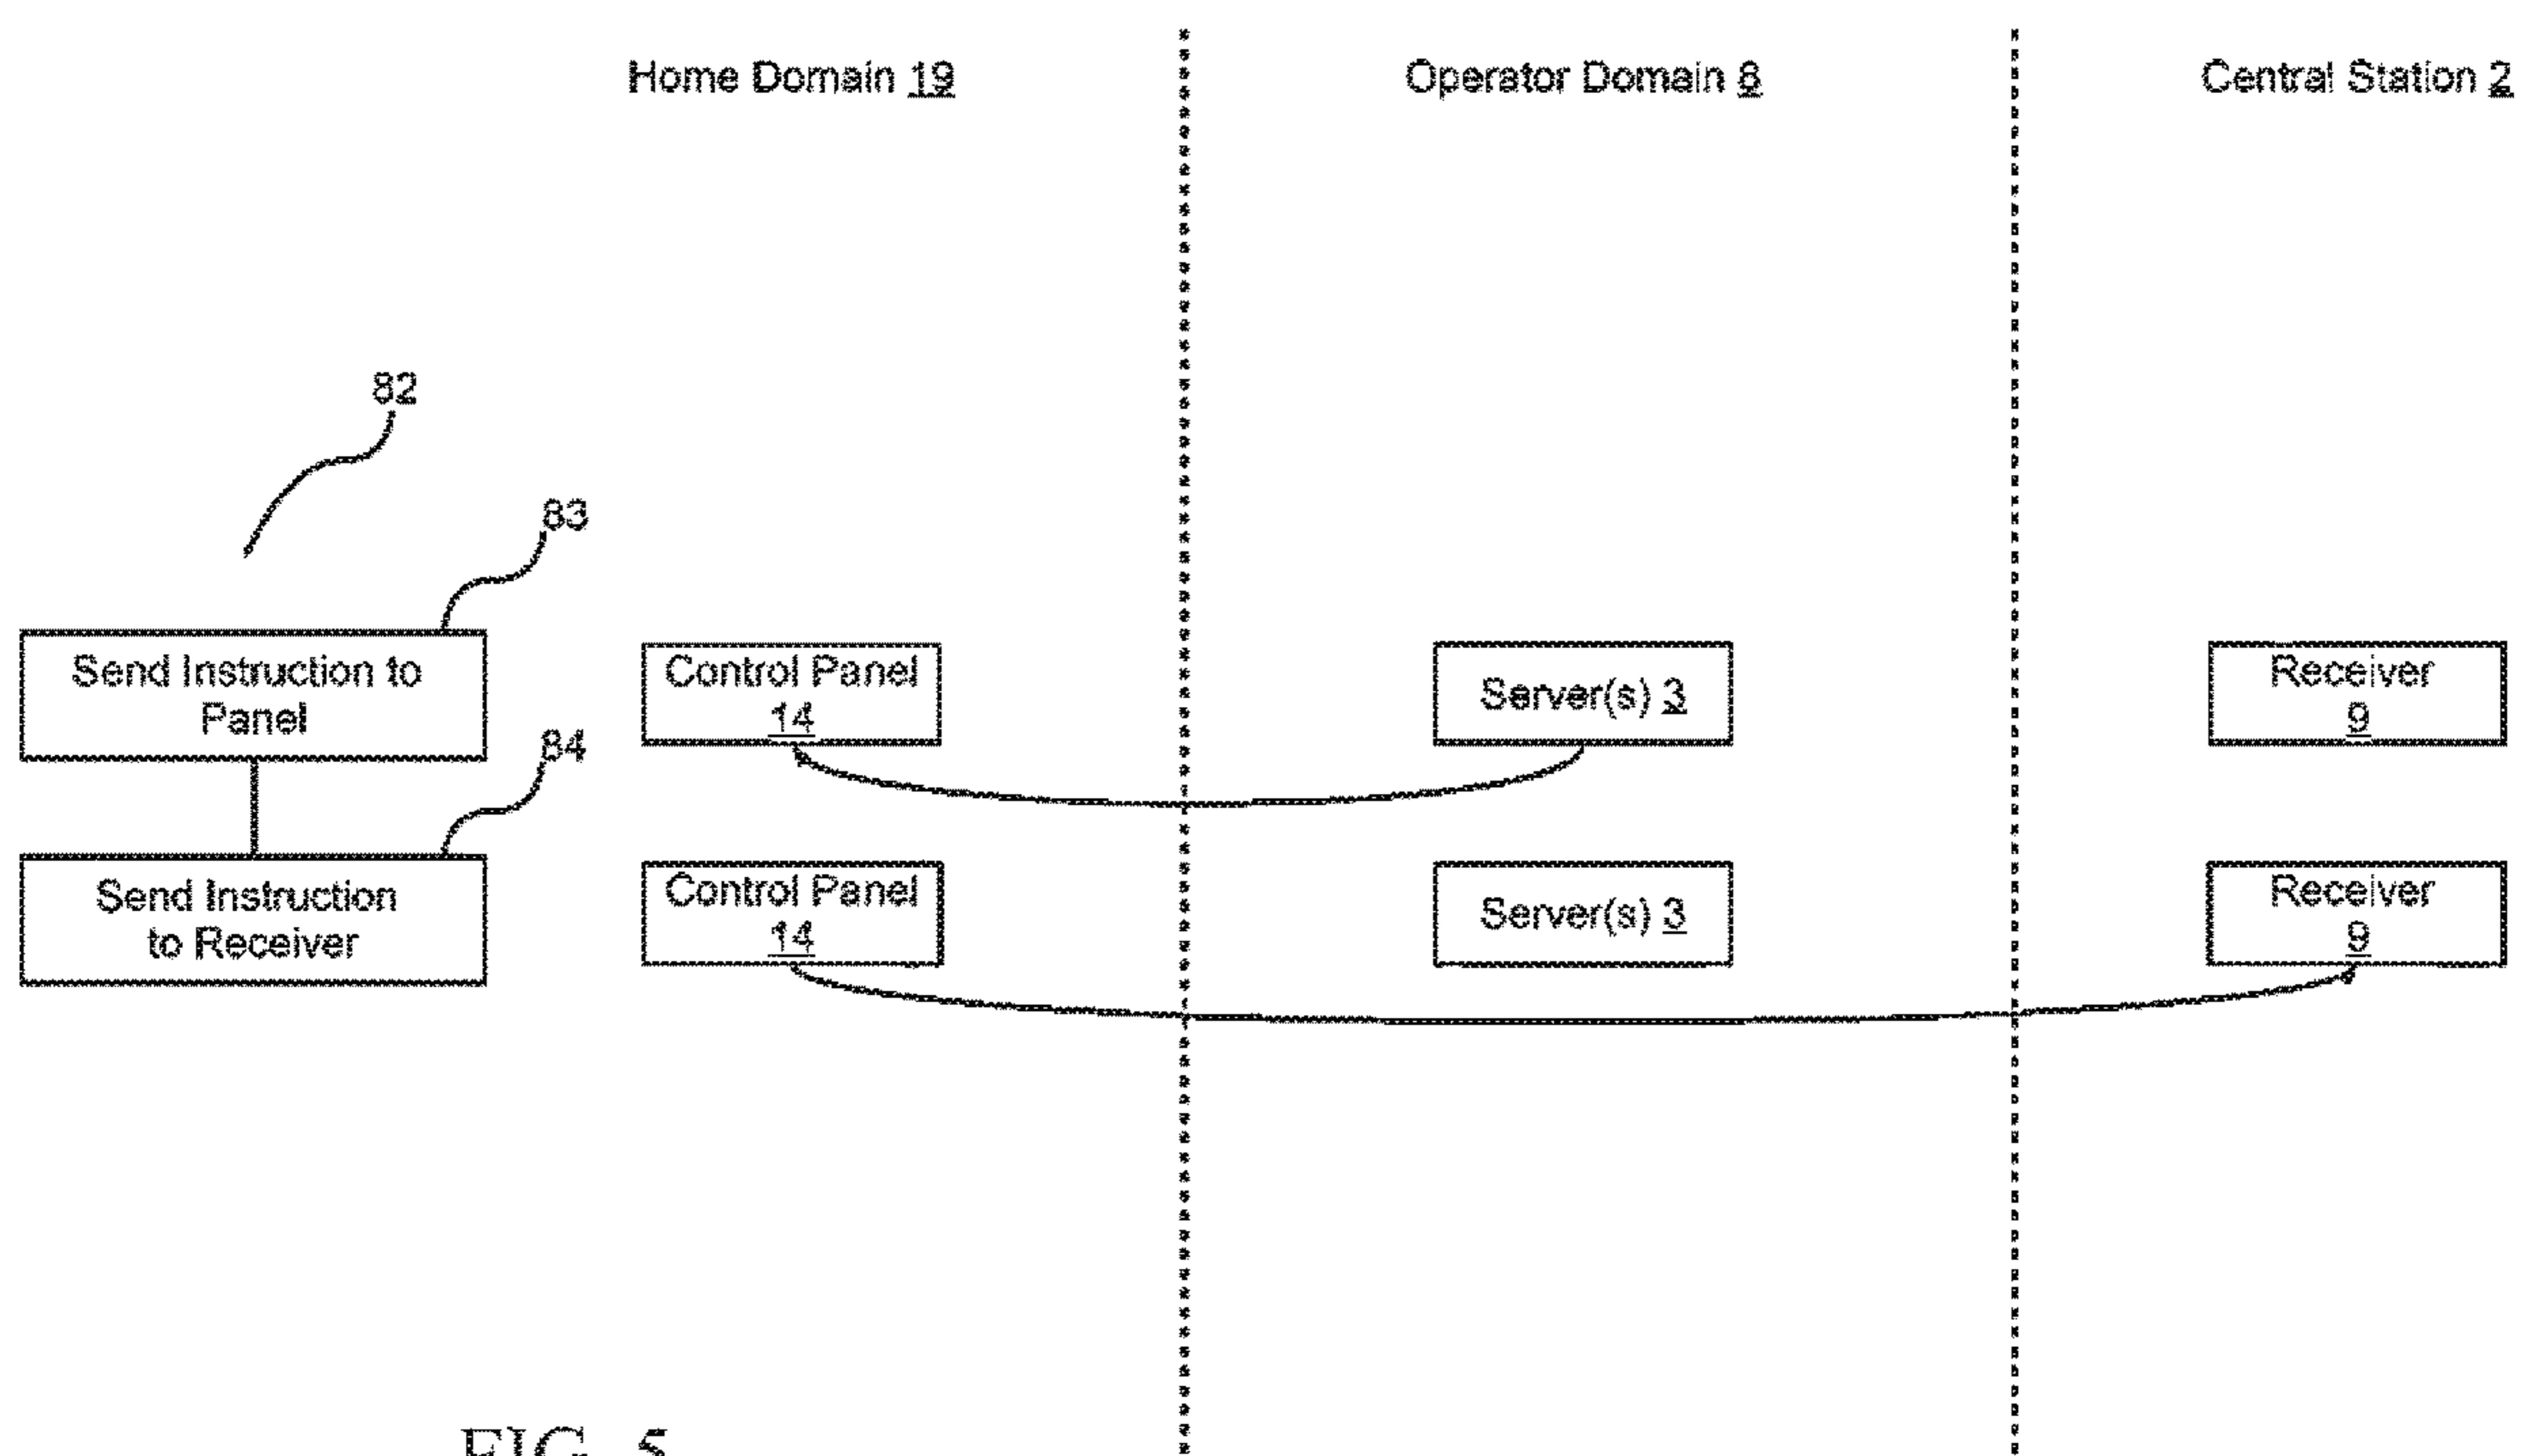 Home Domain 19
Operator Domain 8
Central Station 2
82
83
Send Instruction to
Panel
Control Panel
14
Server(s) 3
Receiver
9
84
Send Instruction
to Receiver
Control Panel
14
Server(s) 3
Receiver
9
FIG. 5